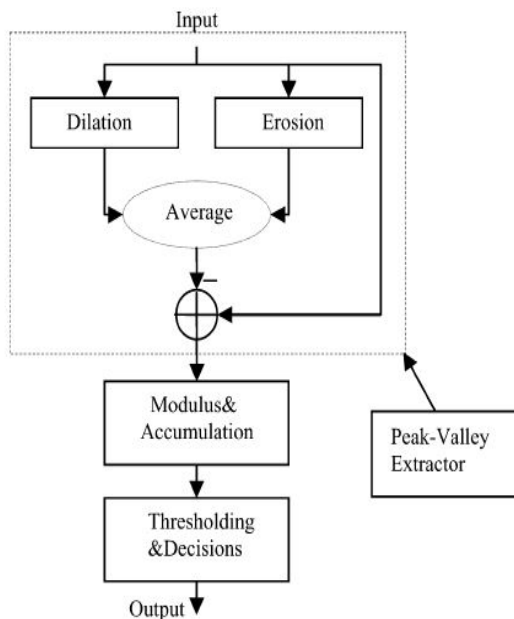 Input
Dilation
Erosion
Average
–
Modulus&
Accumulation
Peak-Valley
Extractor
Thresholding
&Decisions
Output